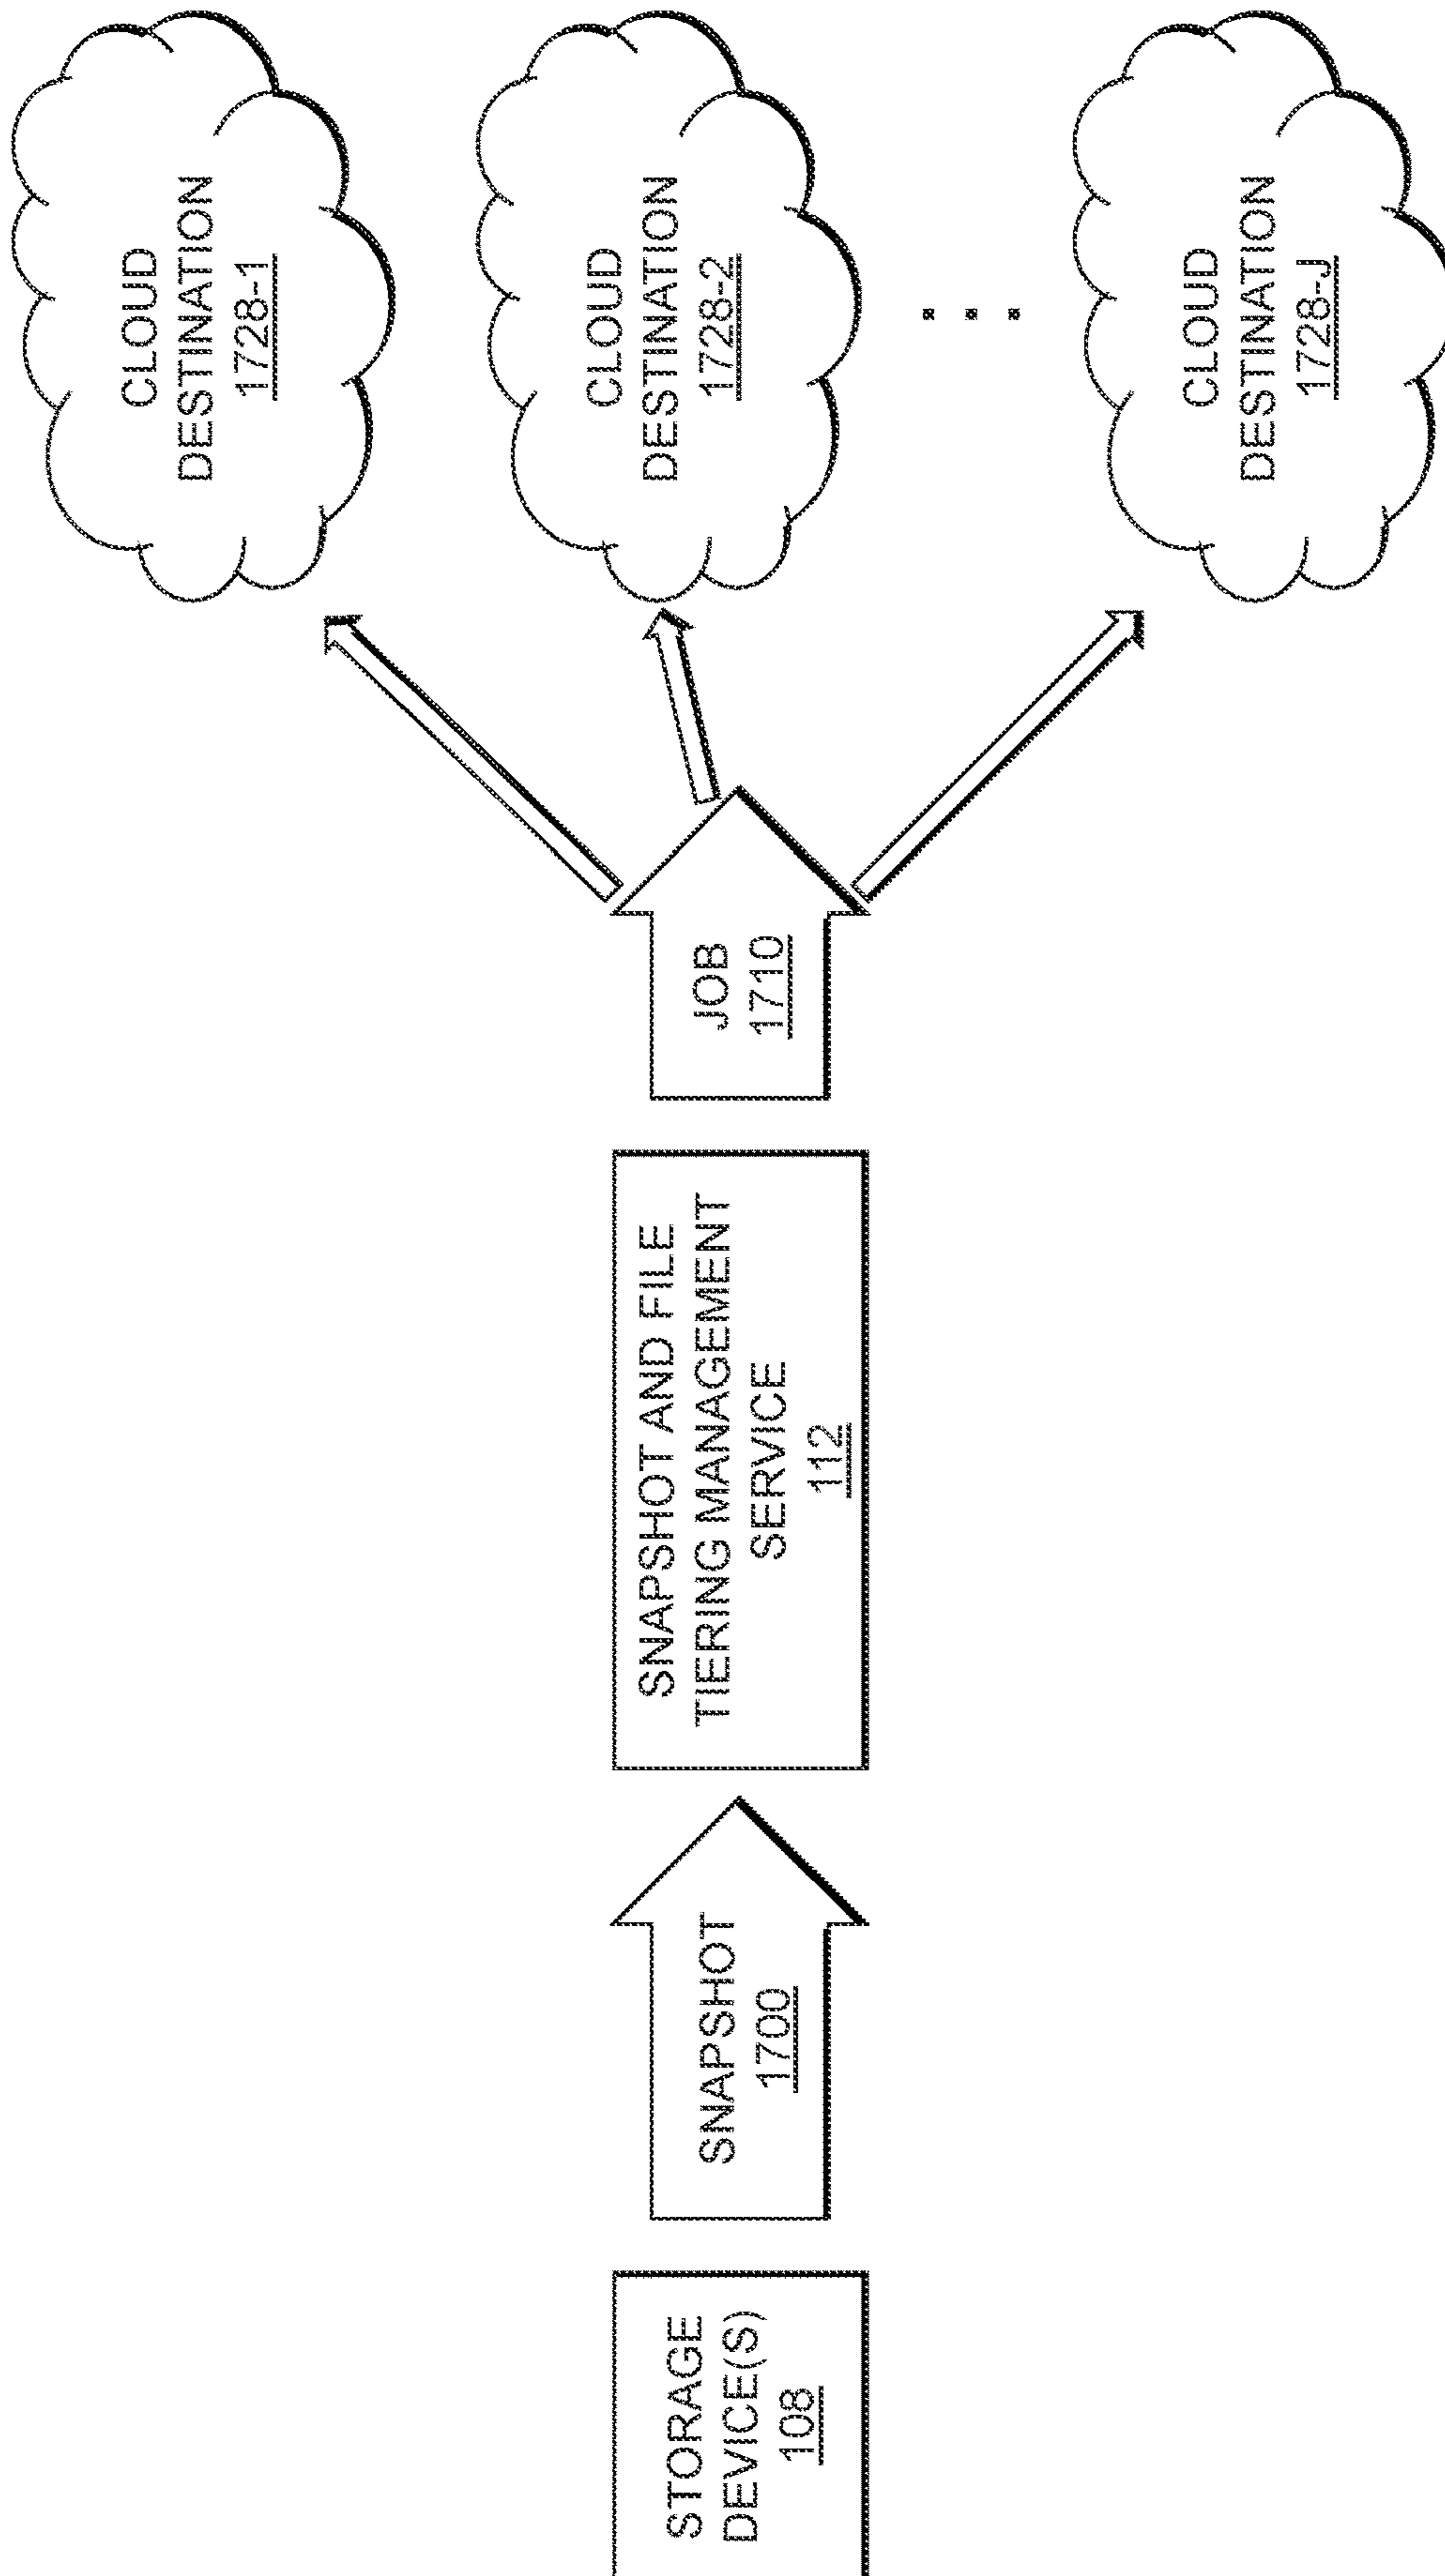 STORAGE
DEVICE(S)
108
SNAPSHOT
1700
SNAPSHOT AND FILE
TIERING MANAGEMENT
SERVICE
112
JOB
1710
CLOUD
DESTINATION
1728-1
CLOUD
DESTINATION
1728-2
CLOUD
DESTINATION
1728-J